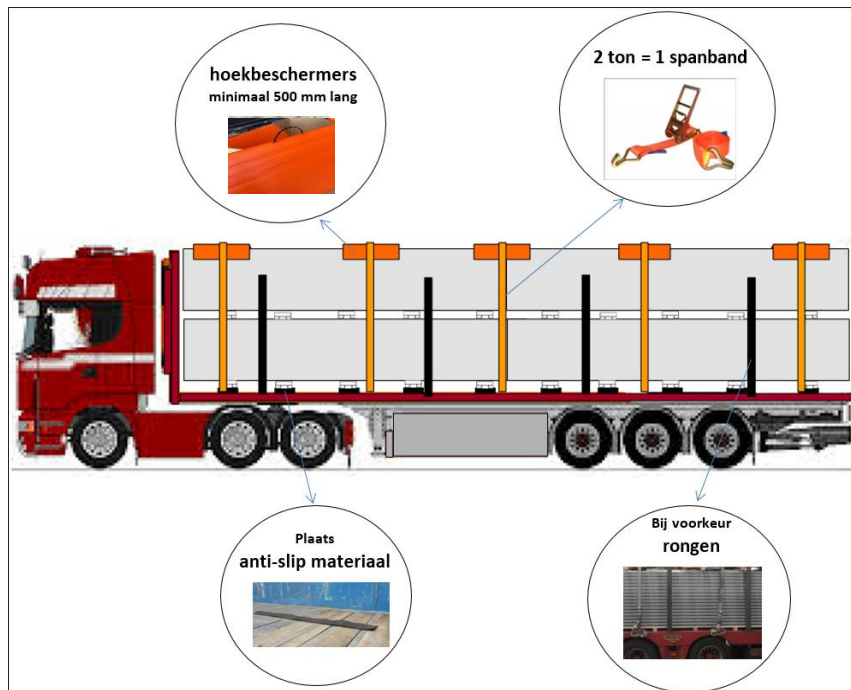 hoekbeschermers
minimaal 500 mm lang
2 ton = 1 spanband
Plaats
anti-slip materiaal
Bij voorkeur
rongen